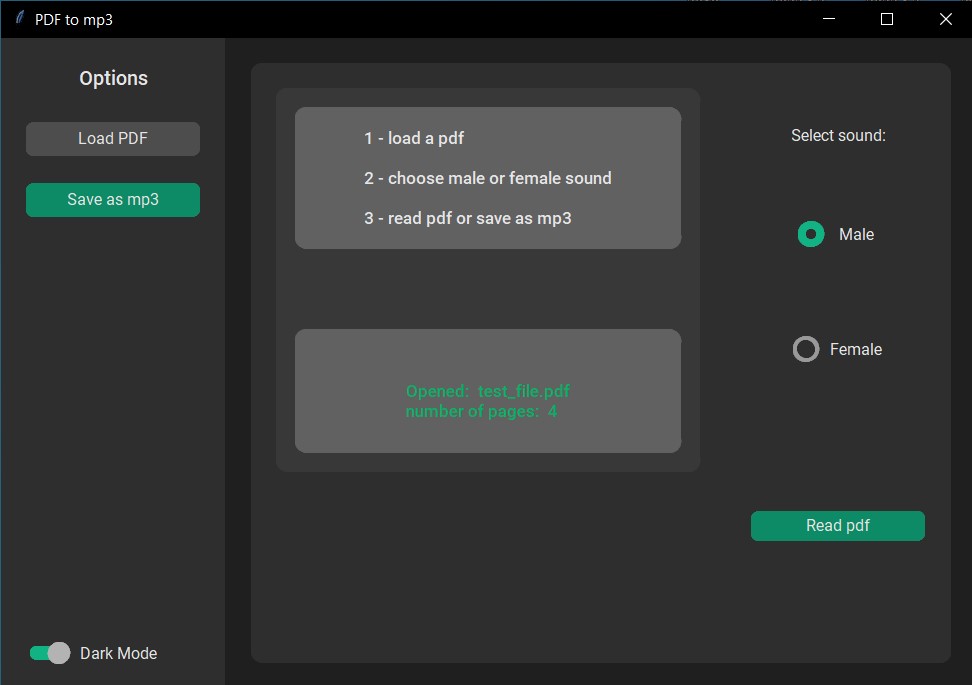 PDF to mp3
Options
Load PDF
Save as mp3
Dark Mode
1 - load a pdf
2 - choose male or female sound
3 - read pdf or save as mp3
Opened:  test_file.pdf
number of pages:  4
Select sound:
Male
Female
Read pdf